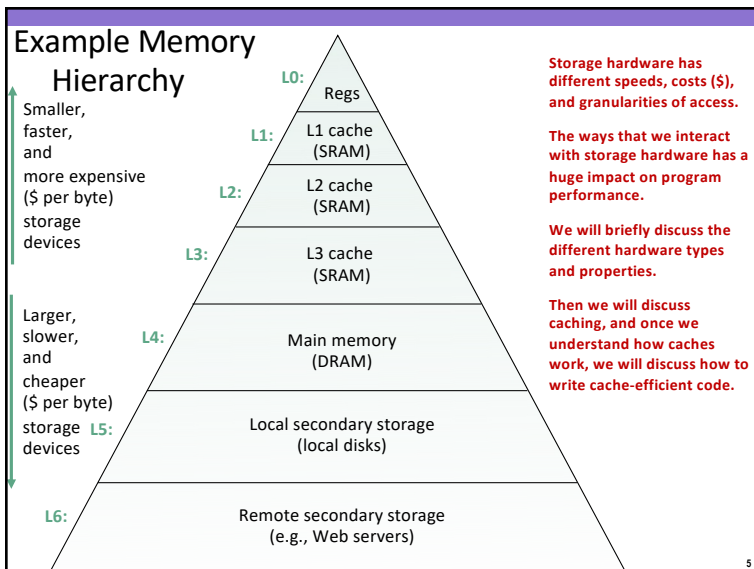 Example Memory
Hierarchy
Smaller,
faster,
and
more expensive
($ per byte)
storage
devices
Larger,
slower,
and
cheaper
($ per byte)
storage
devices
L0:
Regs
L1:
L1 cache
(SRAM)
L2:
L2 cache
(SRAM)
L3:
L3 cache
(SRAM)
L4:
Main memory
(DRAM)
L5:
Local secondary storage
(local disks)
L6:
Remote secondary storage
(e.g., Web servers)
Storage hardware has
different speeds, costs ($),
and granularities of access.
The ways that we interact
with storage hardware has a
huge impact on program
performance.
We will briefly discuss the
different hardware types
and properties.
Then we will discuss
caching, and once we
understand how caches
work, we will discuss how to
write cache-efficient code.
5